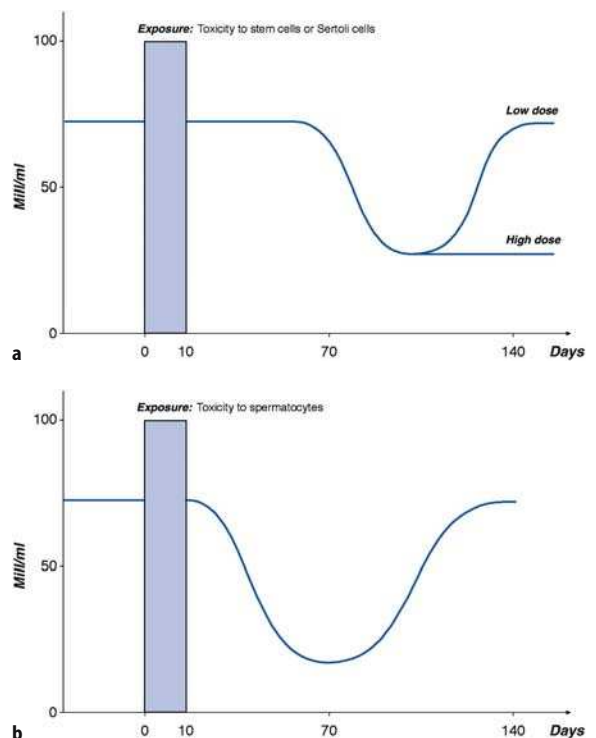 Exposure: Toxicity to stem cells or Sertoli cells
100
Low dose
Mill/ml
50
High dose
0
a
0 10 70 140 Days
Exposure: Toxicity to spermatocytes
100
Mill/ml
50
0
b
0 10 70 140 Days